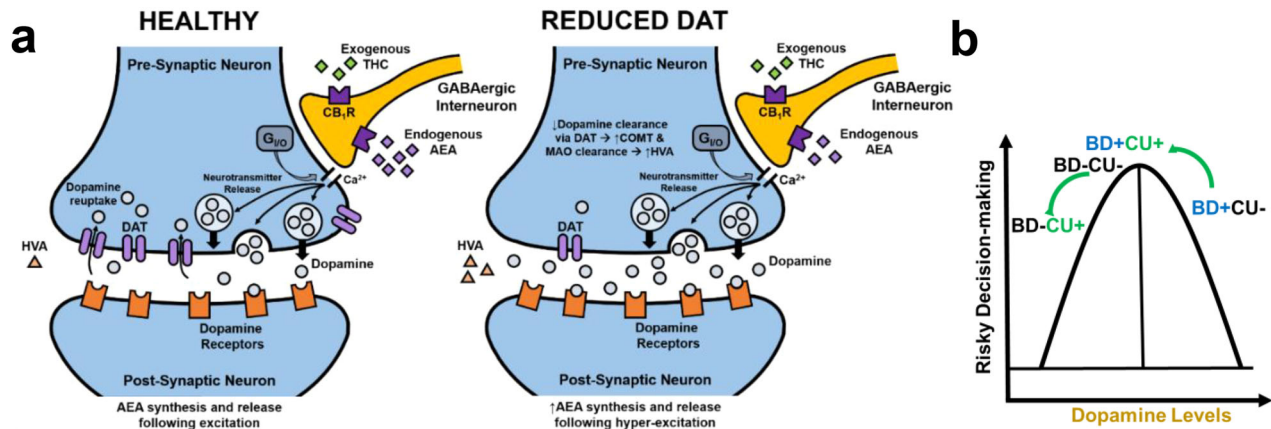 a
HEALTHY
Pre-Synaptic Neuron
Exogenous
THC
CB1R
GABAergic
Interneuron
Endogenous
AEA
GI/O
Ca2+
Neurotransmitter
Release
Dopamine
reuptake
DAT
HVA
Dopamine
Dopamine
Receptors
Post-Synaptic Neuron
AEA synthesis and release
following excitation
REDUCED DAT
Pre-Synaptic Neuron
Exogenous
THC
CB1R
GABAergic
Interneuron
↓Dopamine clearance
via DAT → ↑COMT &
MAO clearance → ↑HVA
Endogenous
AEA
GI/O
Ca2+
Neurotransmitter
Release
DAT
HVA
Dopamine
Dopamine
Receptors
Post-Synaptic Neuron
↑AEA synthesis and release
following hyper-excitation
b
BD+CU+
BD-CU-
BD+CU-
BD-CU+
Risky Decision-making
Dopamine Levels